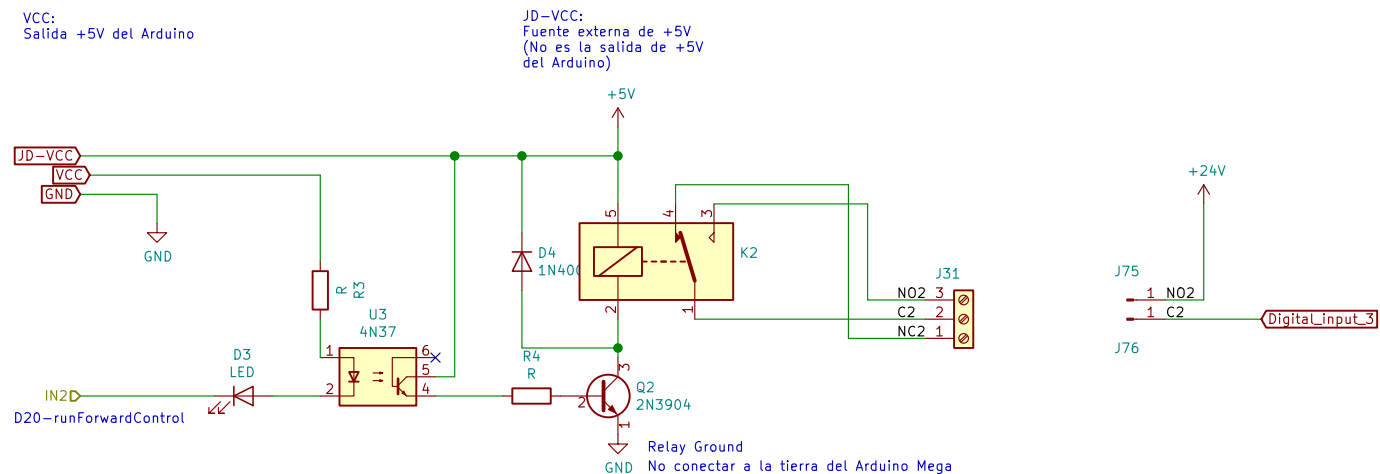 VCC:
Salida +5V del Arduino
JD-VCC:
Fuente externa de +5V
(No es la salida de +5V
del Arduino)
+5V
JD-VCC
VCC
GND
GND
+24V
5
4
3
D4
1N400
K2
2
1
J31
NO2 3
C2 2
NC2 1
J75
1 NO2
1 C2
Digital_input_3
J76
R
R3
U3
4N37
1
2
6
5
4
D3
LED
IN2
D20-runForwardControl
R4
R
3
2
1
Q2
2N3904
GND
Relay Ground
No conectar a la tierra del Arduino Mega